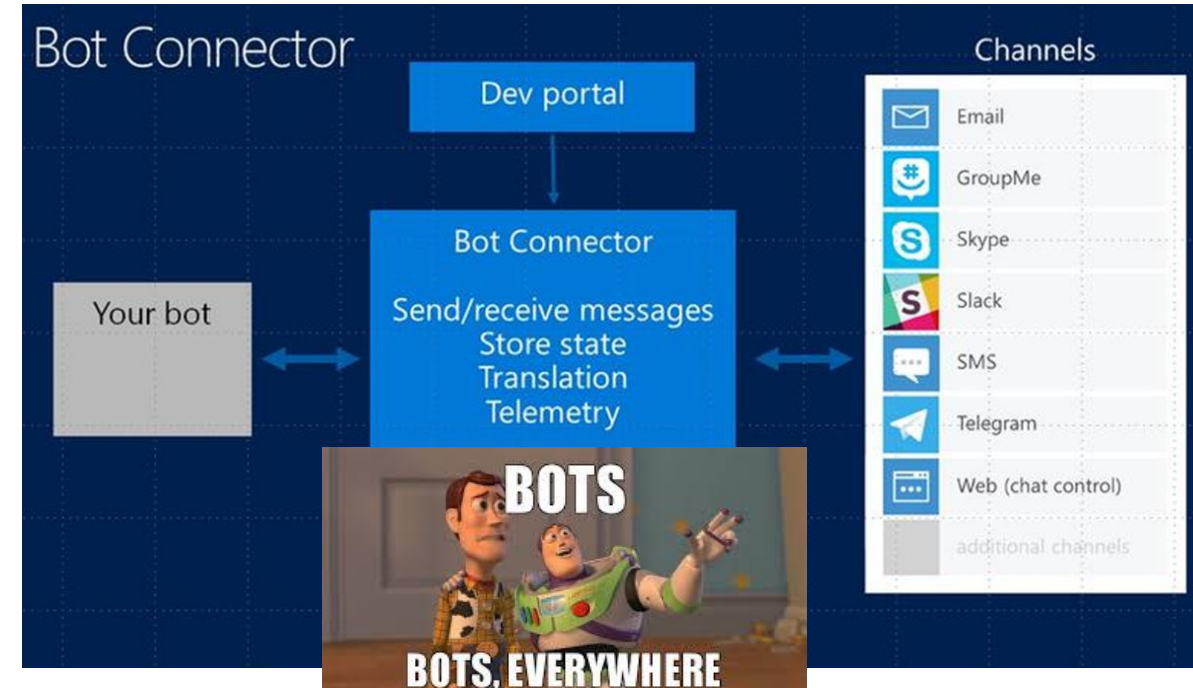 Bot Connector
Dev portal
Bot Connector
Send/receive messages
Store state
Translation
Telemetry
Your bot
Channels
Email
GroupMe
Skype
Slack
SMS
Telegram
Web (chat control)
additional channels
BOTS
BOTS, EVERYWHERE